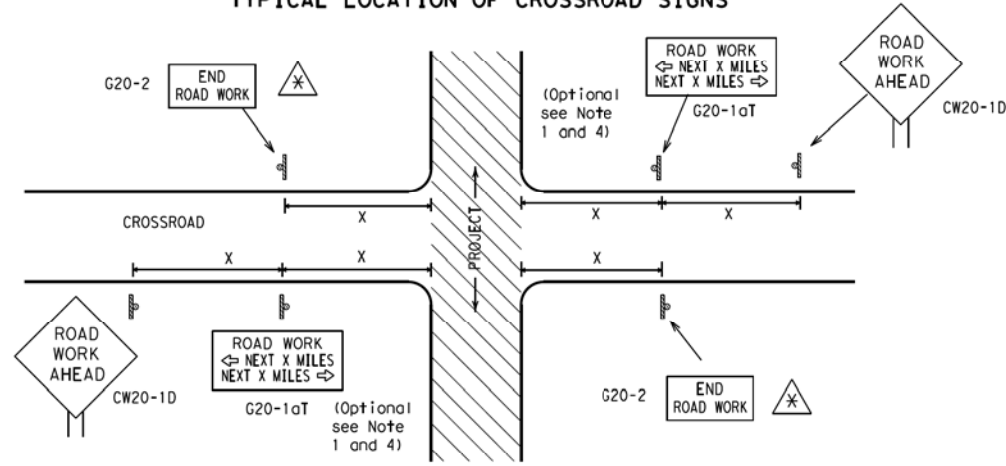 TYPICAL LOCATION OF CROSSROAD SIGNS
G20-2
END
ROAD WORK
*
(Optional
see Note
1 and 4)
ROAD WORK
⇦ NEXT X MILES
NEXT X MILES ⇨
G20-1aT
ROAD
WORK
AHEAD
CW20-1D
X
X
X
CROSSROAD
PROJECT
X
X
X
ROAD
WORK
AHEAD
CW20-1D
ROAD WORK
⇦ NEXT X MILES
NEXT X MILES ⇨
G20-1aT
(Optional
see Note
1 and 4)
G20-2
END
ROAD WORK
*